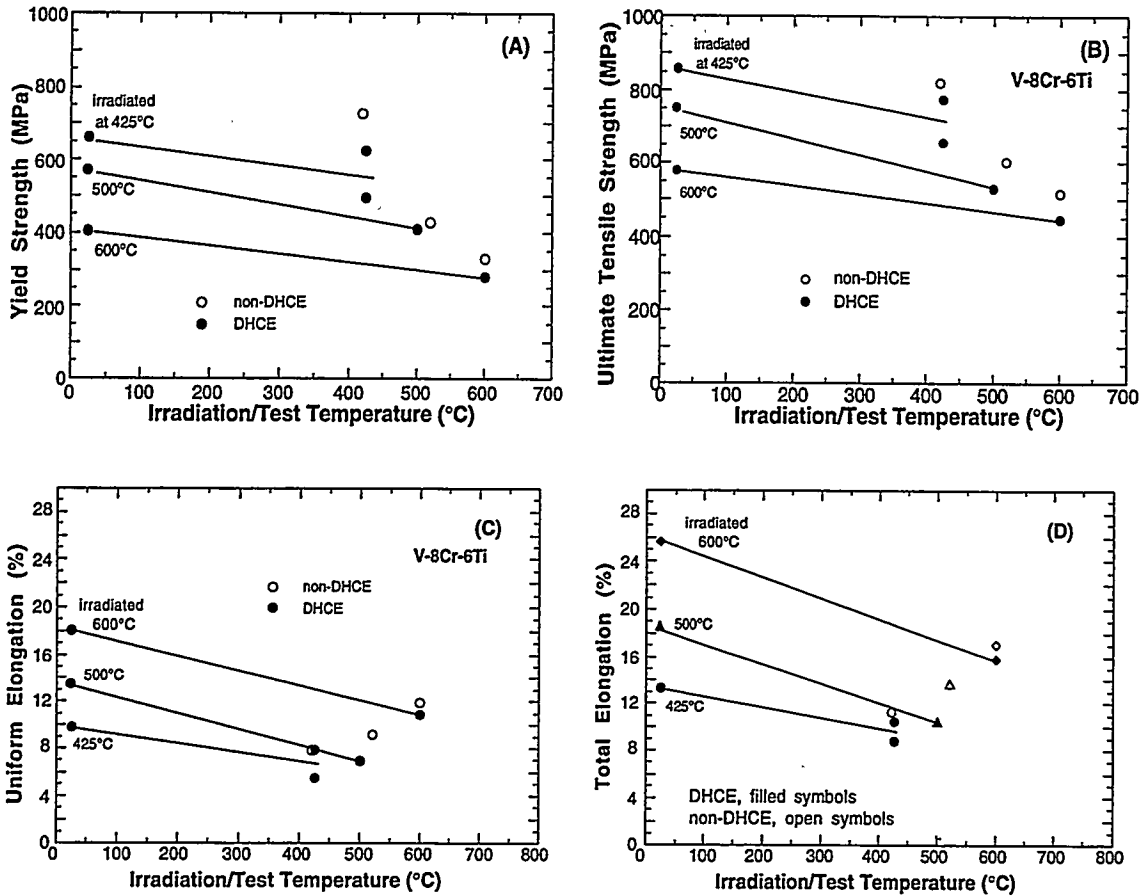 (A)
1000
800
600
400
200
0
Yield Strength (MPa)
irradiated
at 425°C
500°C
600°C
non-DHCE
DHCE
0 100 200 300 400 500 600 700
Irradiation/Test Temperature (°C)
(B)
V-8Cr-6Ti
1000
800
600
400
200
0
Ultimate Tensile Strength (MPa)
irradiated
at 425°C
500°C
600°C
non-DHCE
DHCE
0 100 200 300 400 500 600 700
Irradiation/Test Temperature (°C)
(C)
V-8Cr-6Ti
28
24
20
16
12
8
4
0
Uniform Elongation (%)
irradiated
600°C
500°C
425°C
non-DHCE
DHCE
0 100 200 300 400 500 600 700 800
Irradiation/Test Temperature (°C)
(D)
28
24
20
16
12
8
4
0
Total Elongation (%)
irradiated
600°C
500°C
425°C
DHCE, filled symbols
non-DHCE, open symbols
0 100 200 300 400 500 600 700 800
Irradiation/Test Temperature (°C)